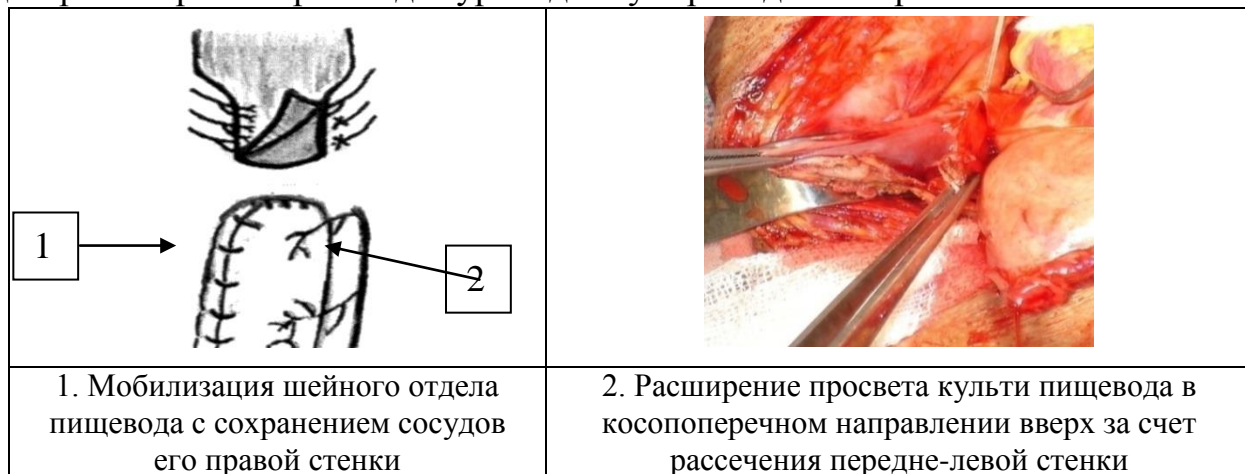 1
2
1. Мобилизация шейного отдела
пищевода с сохранением сосудов
его правой стенки
2. Расширение просвета культи пищевода в
косопоперечном направлении вверх за счет
рассечения передне-левой стенки